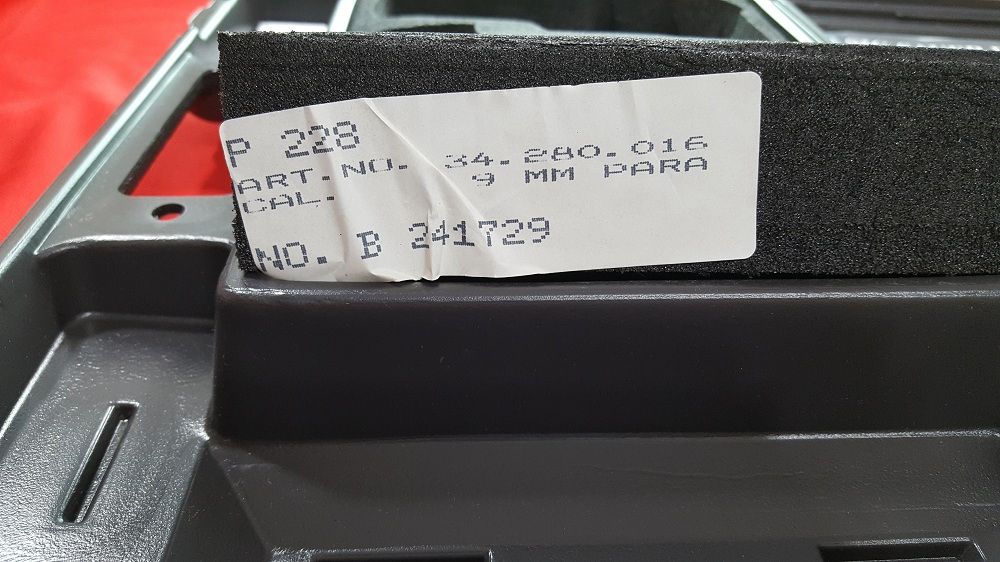 P 228
ART.NO. 34.280.016
CAL. 9 MM PARA
NO. B 241729